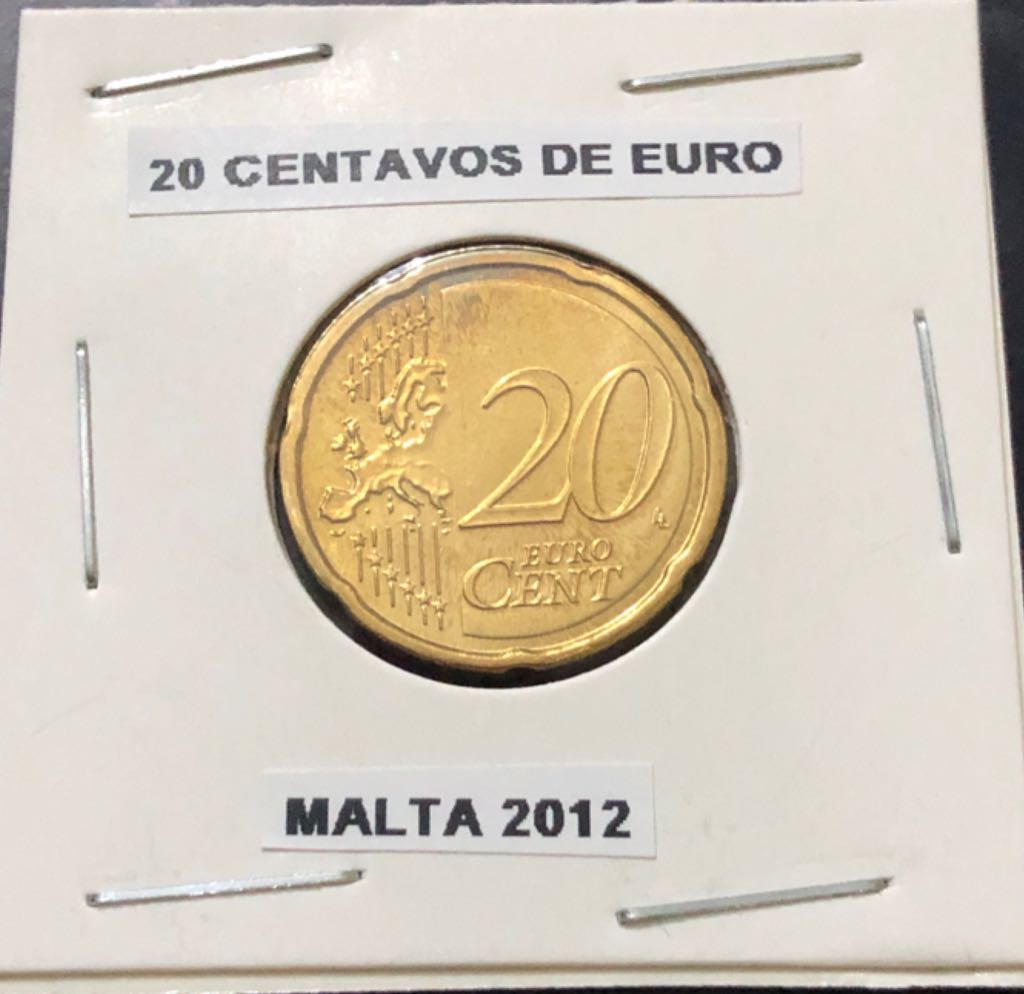 20 CENTAVOS DE EURO
20
EURO
CENT
MALTA 2012